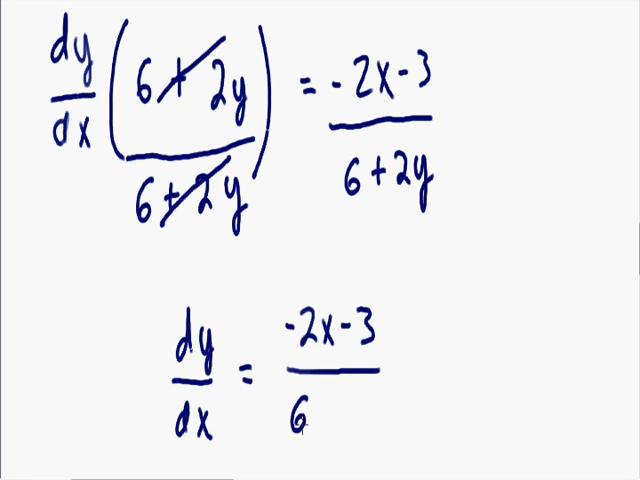 dy/dx ( (6 + 2y)/(6 + 2y) ) = (-2x - 3)/(6 + 2y)
dy/dx = (-2x - 3)/6